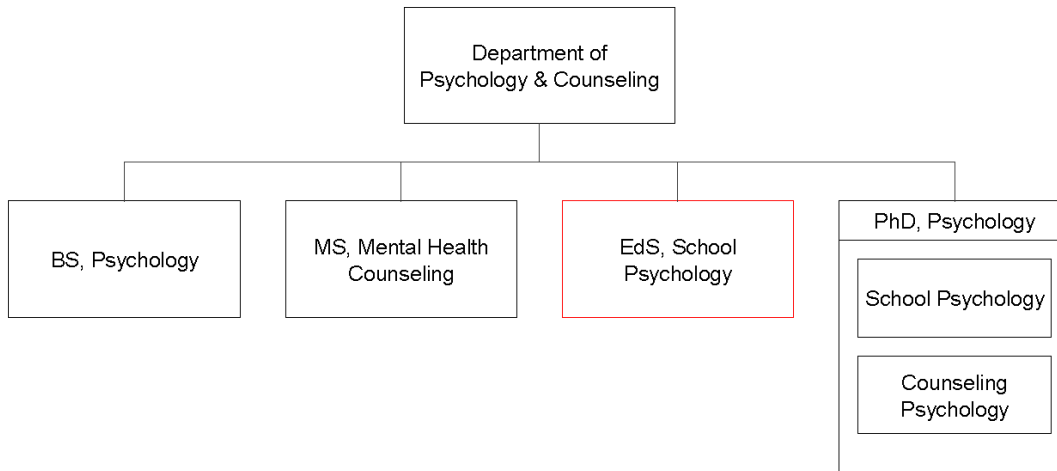 Department of
Psychology & Counseling
BS, Psychology
MS, Mental Health
Counseling
EdS, School
Psychology
PhD, Psychology
School Psychology
Counseling
Psychology